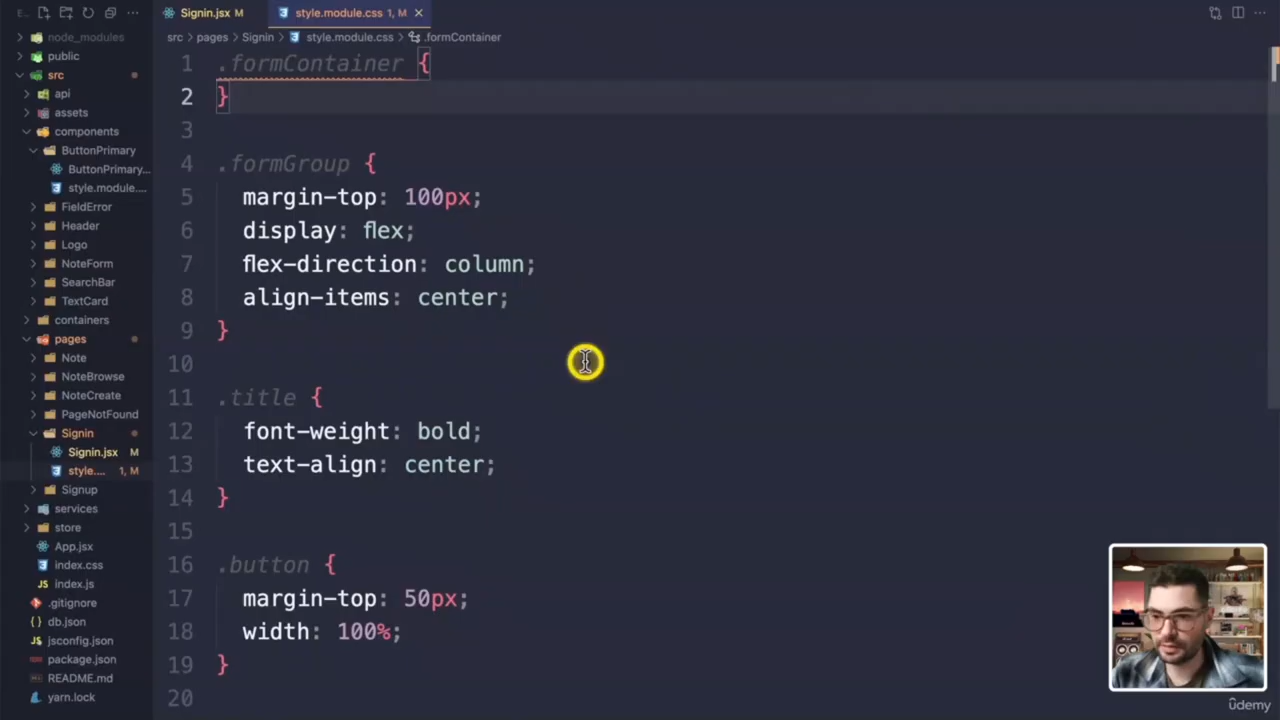 E...
Signin.jsx M
style.module.css 1, M
src > pages > Signin > style.module.css > .formContainer
node_modules
public
src
api
assets
components
ButtonPrimary
ButtonPrimary...
style.module....
FieldError
Header
Logo
NoteForm
SearchBar
TextCard
containers
pages
Note
NoteBrowse
NoteCreate
PageNotFound
Signin
Signin.jsx M
style.... 1, M
Signup
services
store
App.jsx
index.css
JS index.js
.gitignore
db.json
jsconfig.json
package.json
README.md
yarn.lock
1 .formContainer {
2 }
3
4 .formGroup {
5 margin-top: 100px;
6 display: flex;
7 flex-direction: column;
8 align-items: center;
9 }
10
11 .title {
12 font-weight: bold;
13 text-align: center;
14 }
15
16 .button {
17 margin-top: 50px;
18 width: 100%;
19 }
20
ûdemy